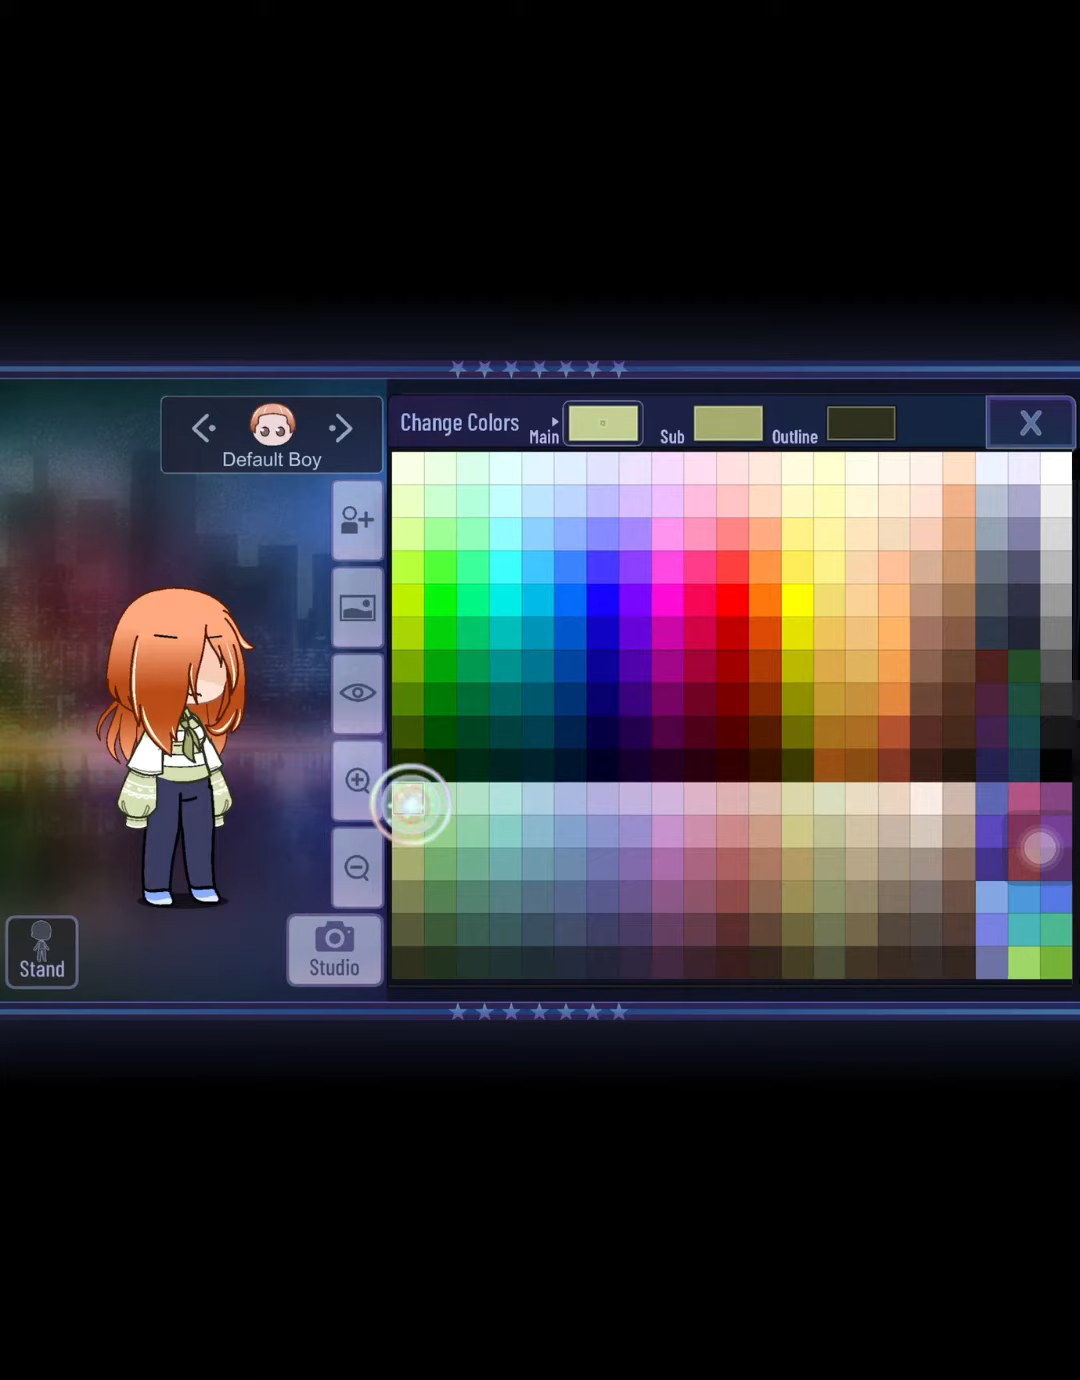 Default Boy
Change Colors
Main
Sub
Outline
X
Stand
Studio